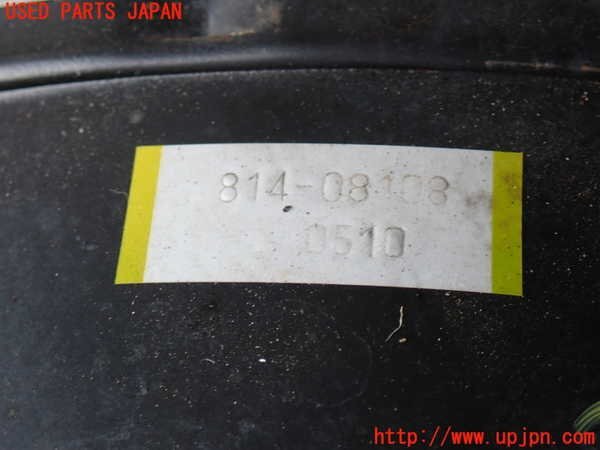 USED PARTS JAPAN
814-08108
0510
http://www.upjpn.com